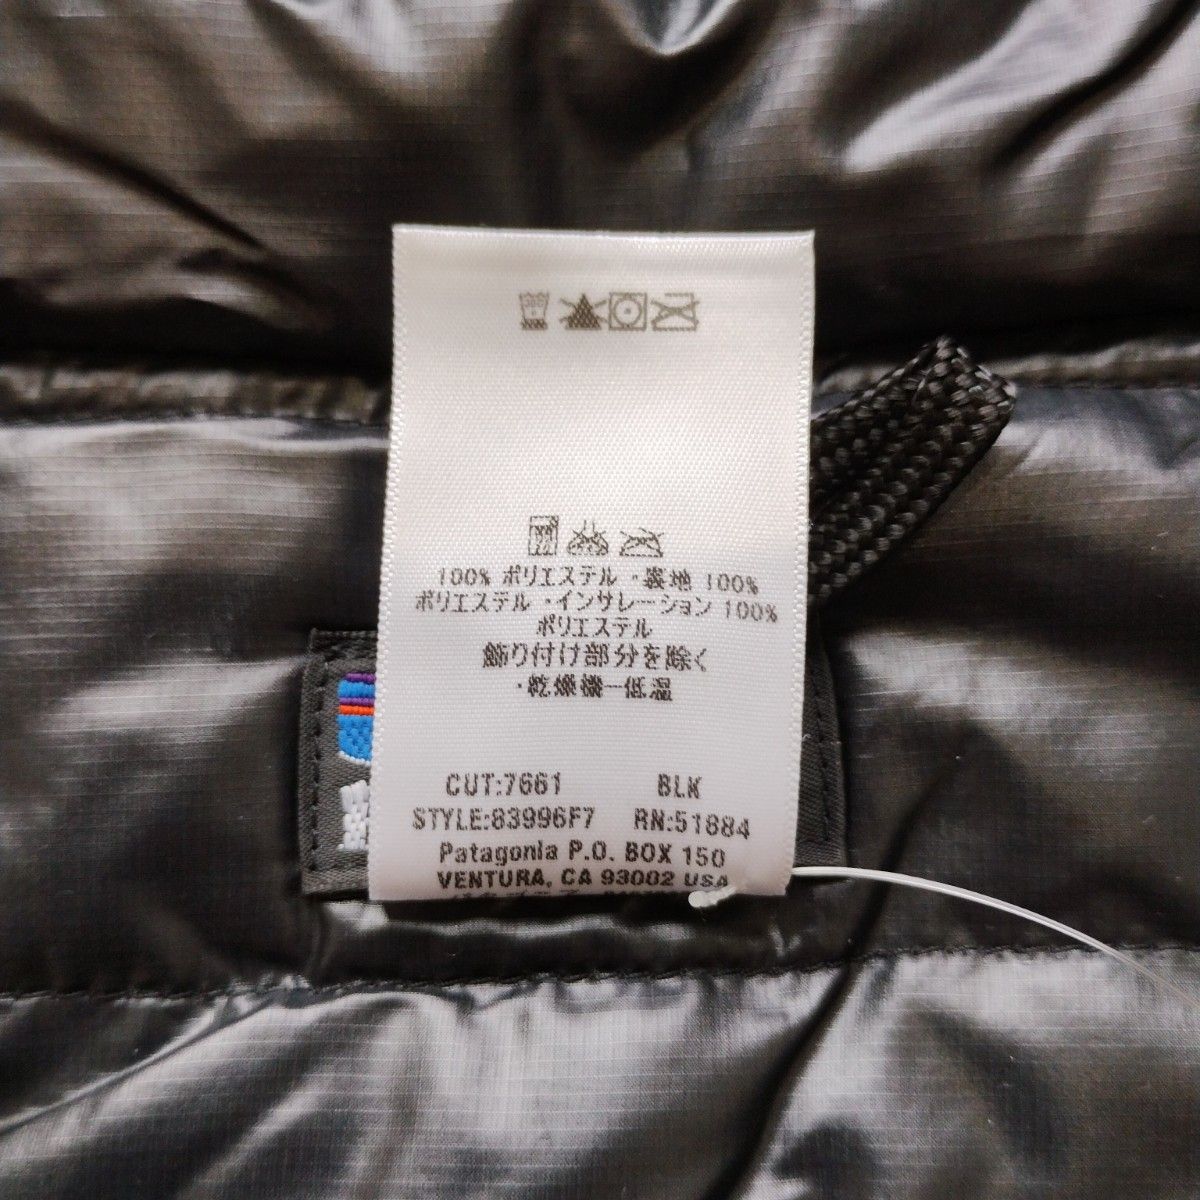 100% ポリエステル ・裏地 100%
ポリエステル ・インサレーション 100%
ポリエステル
飾り付け部分を除く
・乾燥機ー低温
CUT:7661 BLK
STYLE:83996F7 RN:51884
Patagonia P.O. BOX 150
VENTURA, CA 93002 USA